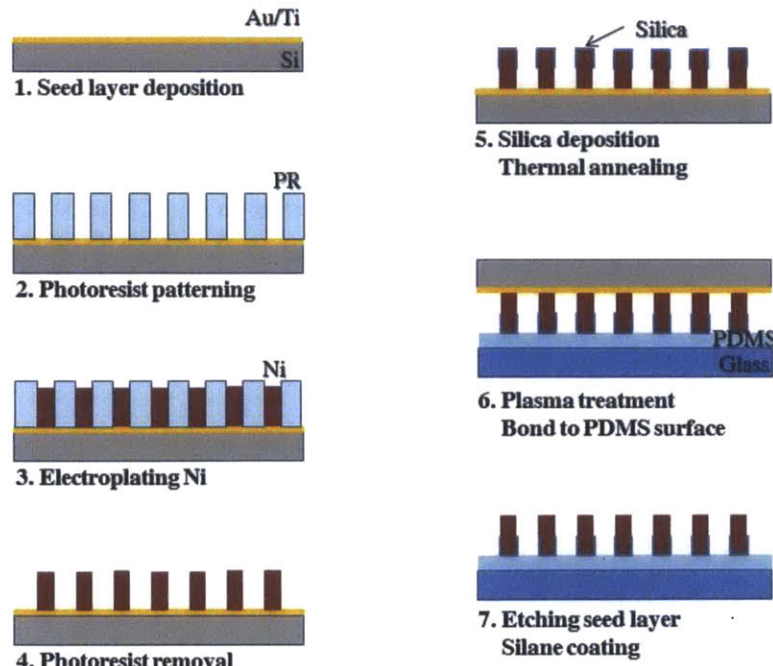 Au/Ti
Si
1. Seed layer deposition
PR
2. Photoresist patterning
Ni
3. Electroplating Ni
4. Photoresist removal
Silica
5. Silica deposition
Thermal annealing
PDMS
Glass
6. Plasma treatment
Bond to PDMS surface
7. Etching seed layer
Silane coating